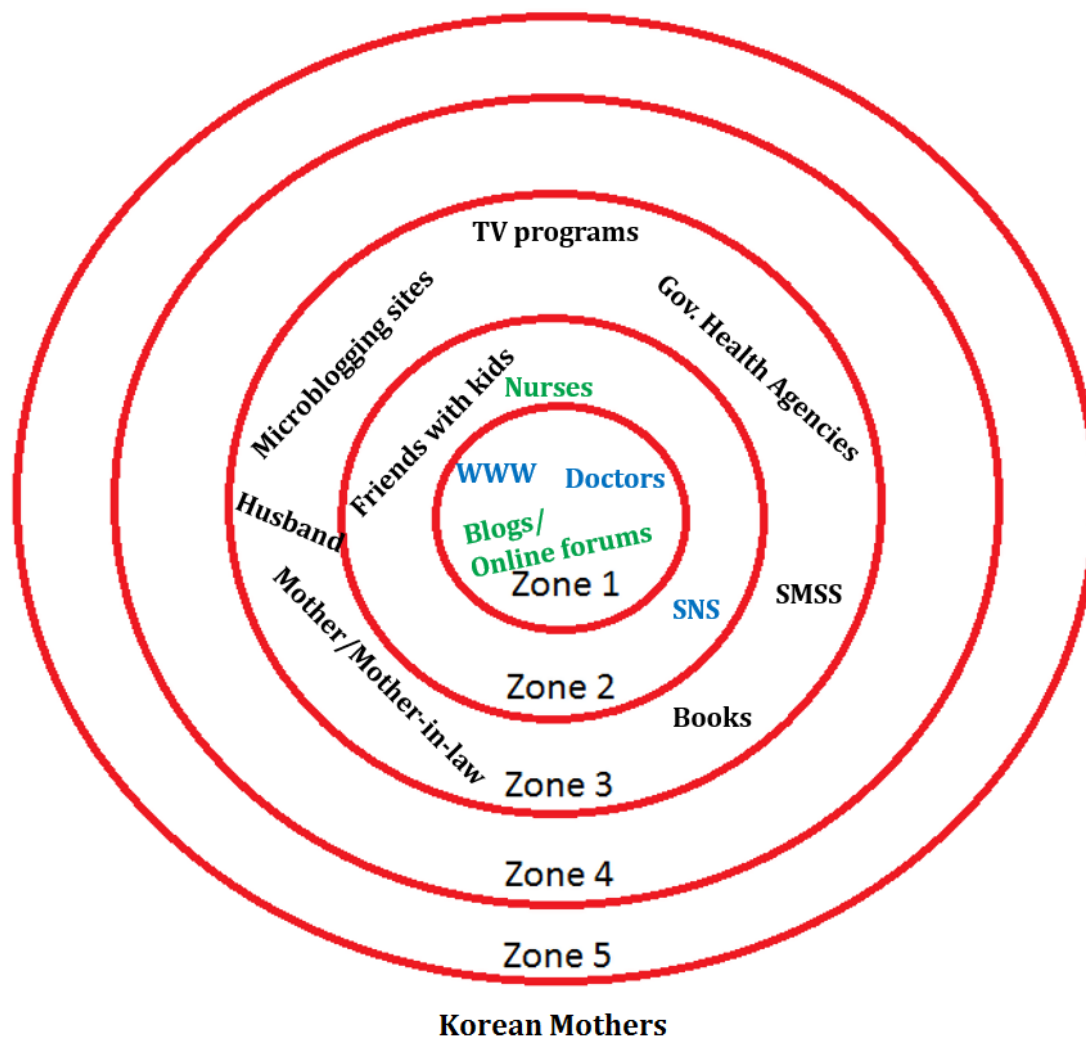 TV programs
Microblogging sites
Gov. Health Agencies
Friends with kids
Nurses
WWW
Doctors
Husband
Blogs/
Online forums
Zone 1
SMSS
SNS
Mother/Mother-in-law
Zone 2
Books
Zone 3
Zone 4
Zone 5
Korean Mothers